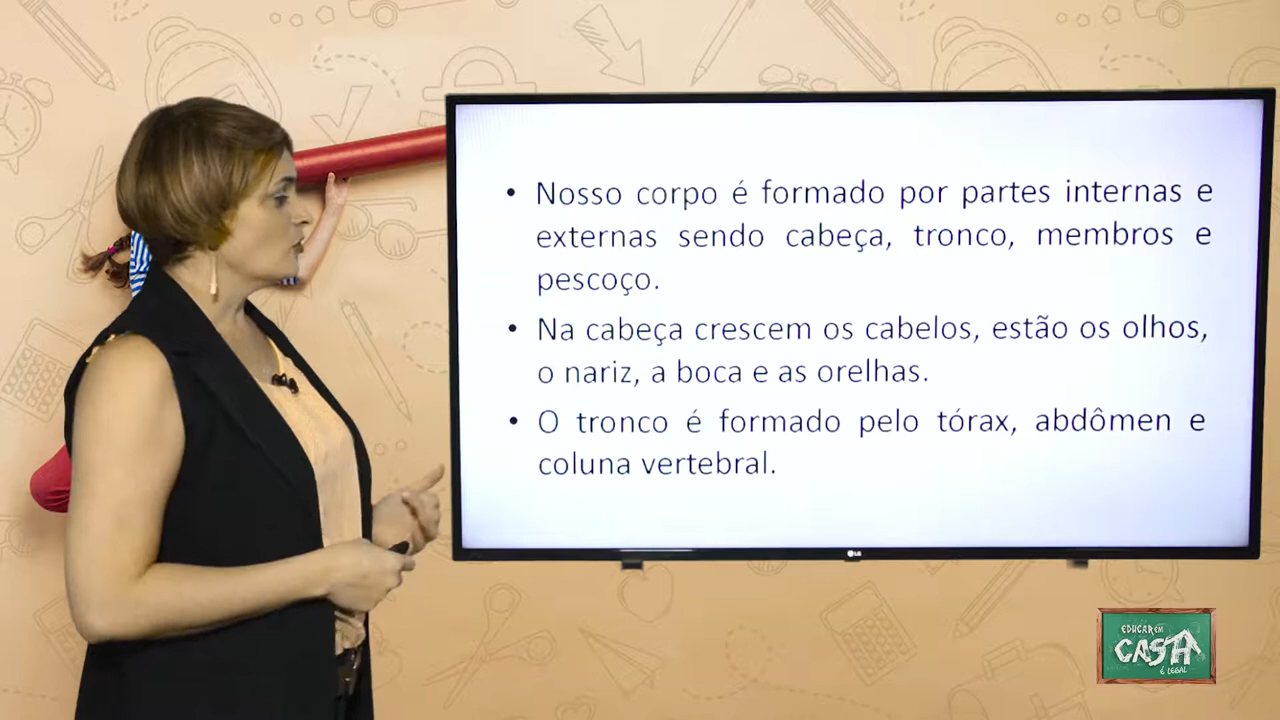 • Nosso corpo é formado por partes internas e
externas sendo cabeça, tronco, membros e
pescoço.
• Na cabeça crescem os cabelos, estão os olhos,
o nariz, a boca e as orelhas.
• O tronco é formado pelo tórax, abdômen e
coluna vertebral.
LG
EDUCAR EM
CASA
É LEGAL